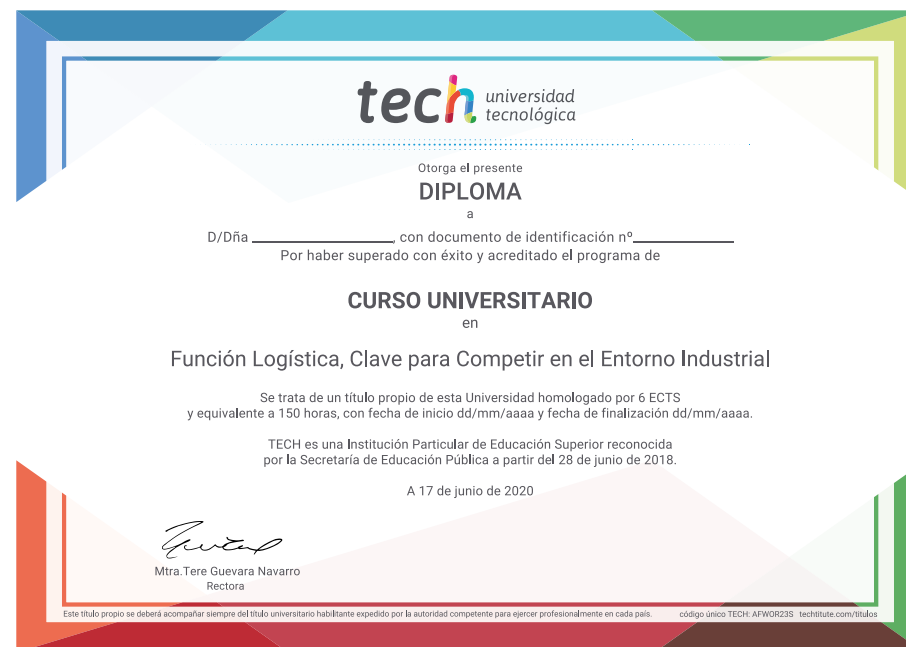 tech universidad
tecnológica
Otorga el presente
DIPLOMA
a
D/Dña ____________________, con documento de identificación nº______________
Por haber superado con éxito y acreditado el programa de
CURSO UNIVERSITARIO
en
Función Logística, Clave para Competir en el Entorno Industrial
Se trata de un título propio de esta Universidad homologado por 6 ECTS
y equivalente a 150 horas, con fecha de inicio dd/mm/aaaa y fecha de finalización dd/mm/aaaa.
TECH es una Institución Particular de Educación Superior reconocida
por la Secretaría de Educación Pública a partir del 28 de junio de 2018.
A 17 de junio de 2020
Mtra.Tere Guevara Navarro
Rectora
Este título propio se deberá acompañar siempre del título universitario habilitante expedido por la autoridad competente para ejercer profesionalmente en cada país. código único TECH: AFWOR23S techtitute.com/titulos